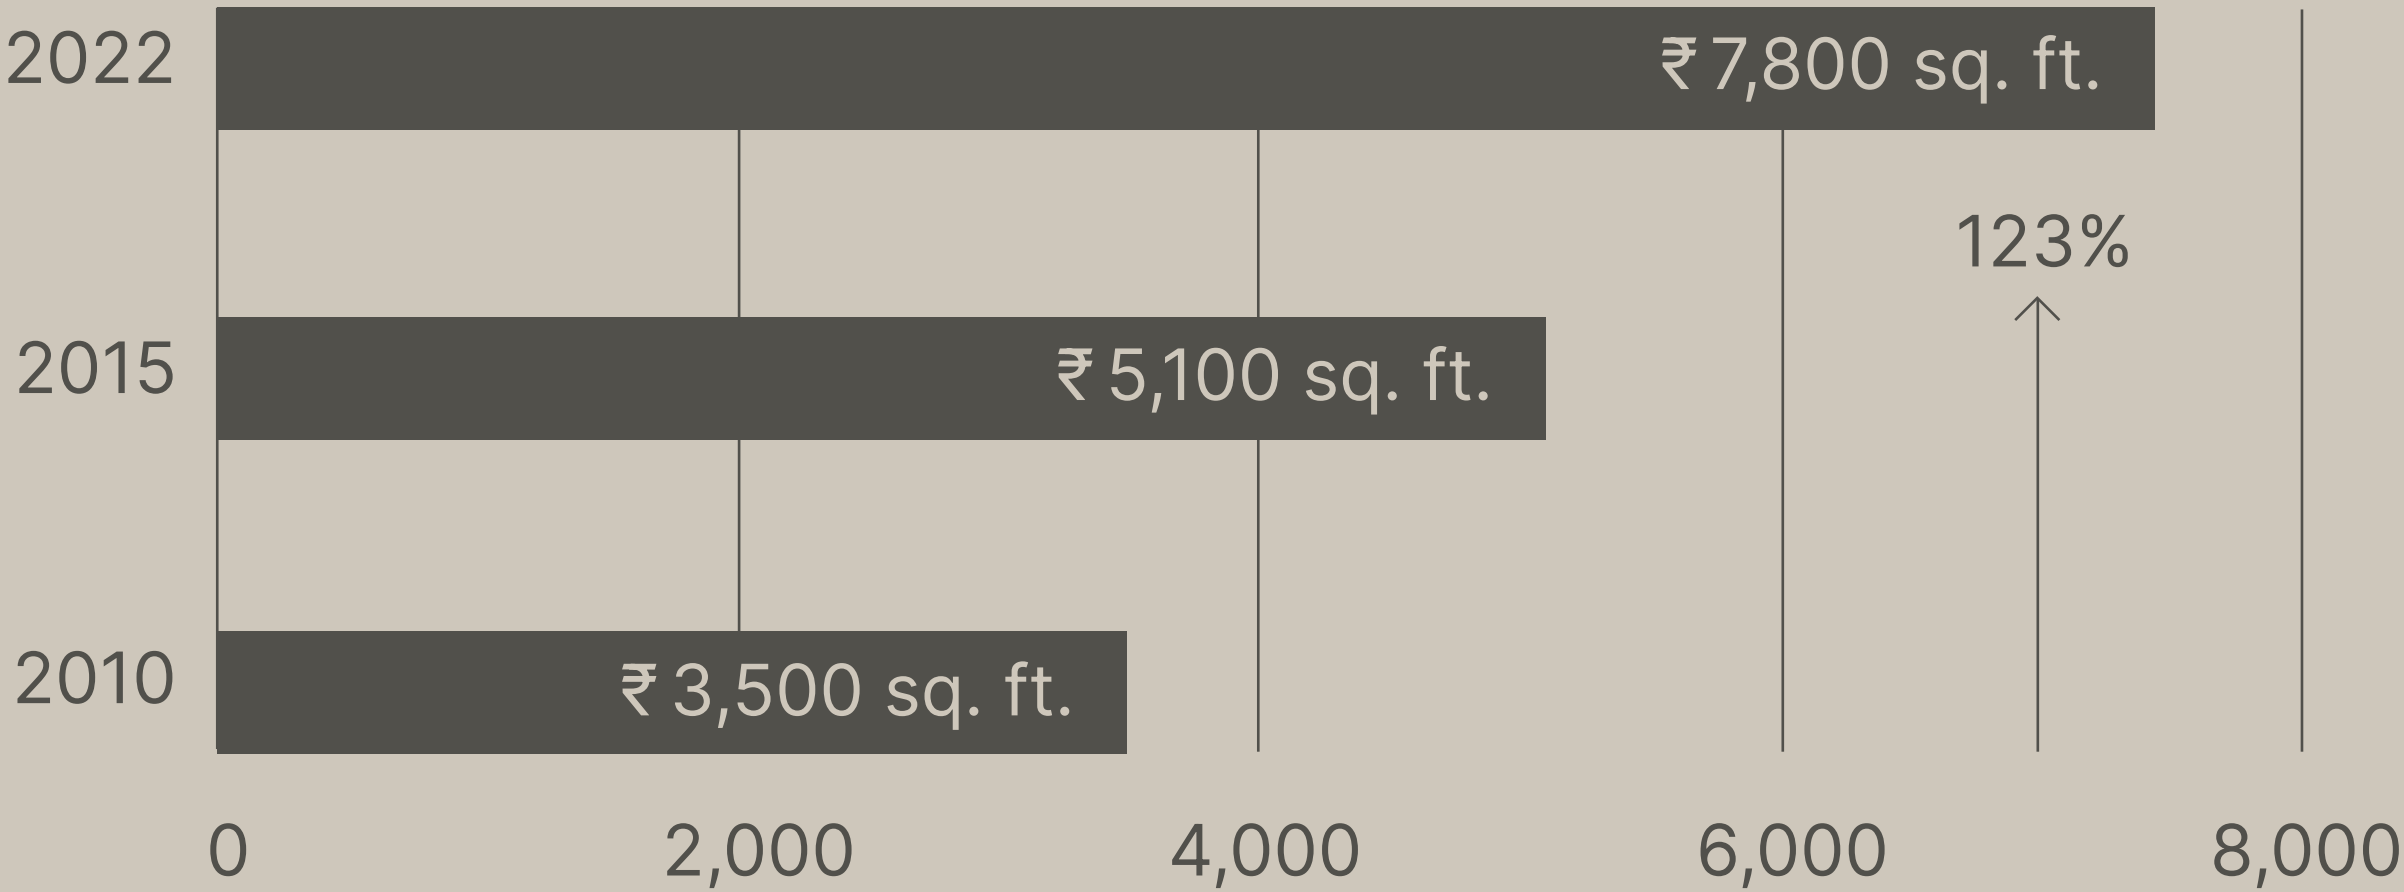 2022 ₹ 7,800 sq. ft.
123%
2015 ₹ 5,100 sq. ft.
2010 ₹ 3,500 sq. ft.
0 2,000 4,000 6,000 8,000